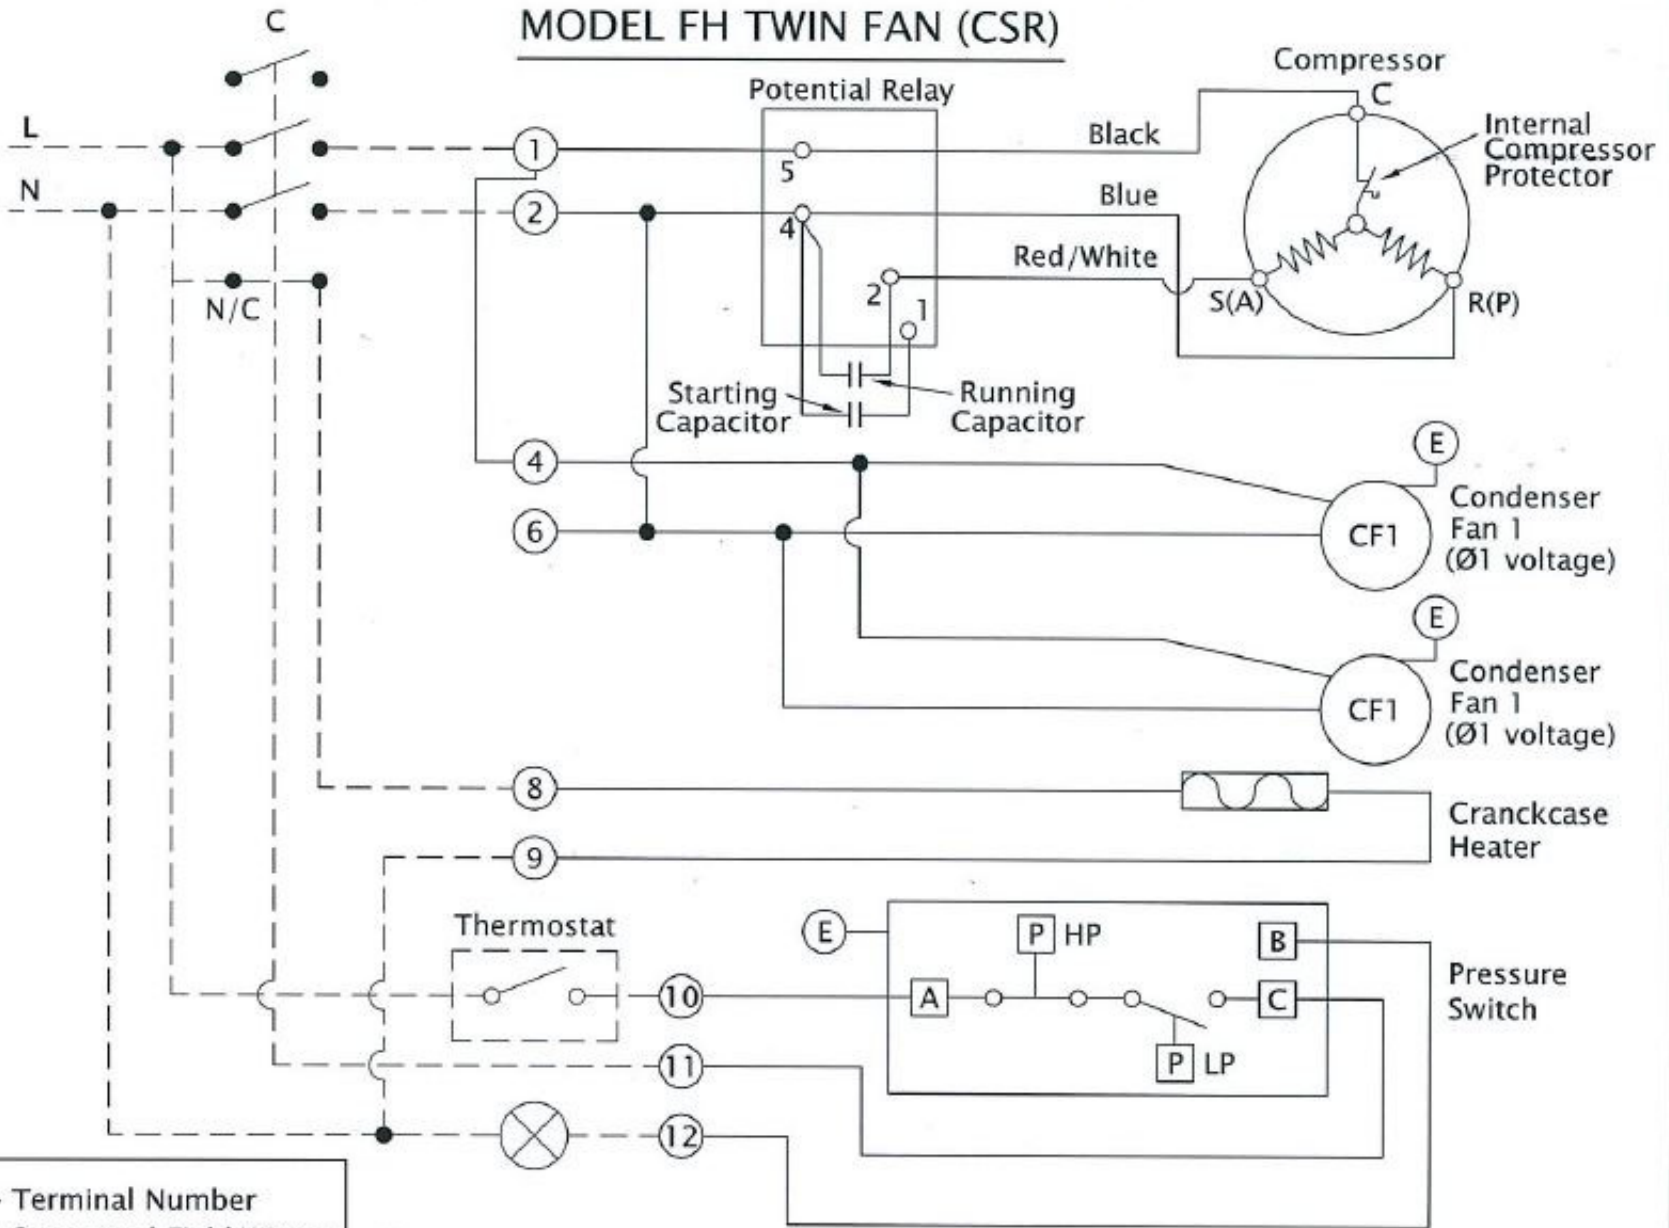 MODEL FH TWIN FAN (CSR)
C
L
N
N/C
1
2
Potential Relay
5
4
2
1
Black
Blue
Red/White
Compressor
C
Internal
Compressor
Protector
S(A)
R(P)
Starting
Capacitor
Running
Capacitor
4
6
E
CF1
Condenser
Fan 1
(Ø1 voltage)
E
CF1
Condenser
Fan 1
(Ø1 voltage)
8
9
Cranckcase
Heater
Thermostat
10
11
12
E
P HP
A
B
C
P LP
Pressure
Switch
Terminal Number